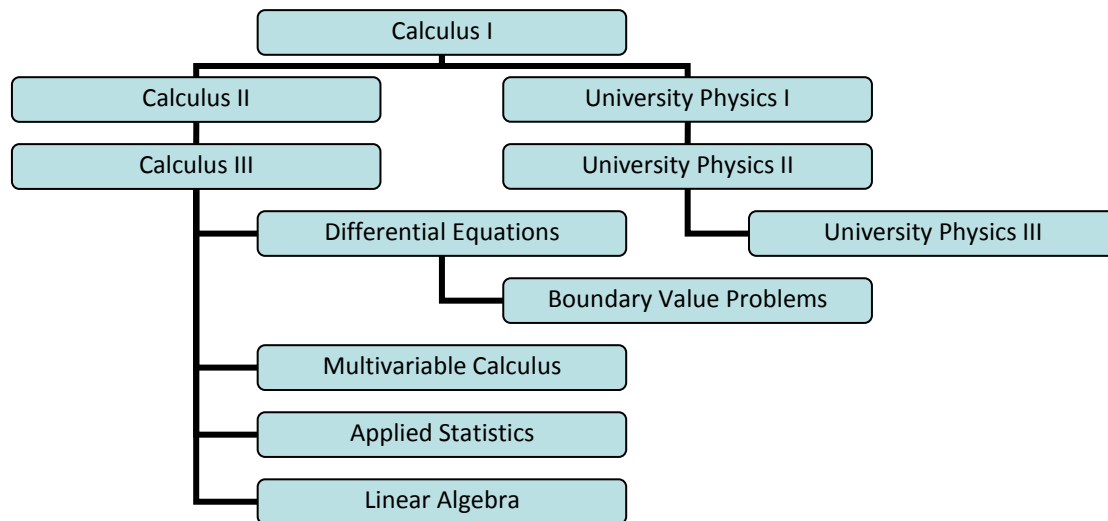 Calculus I
Calculus II
University Physics I
Calculus III
University Physics II
Differential Equations
University Physics III
Boundary Value Problems
Multivariable Calculus
Applied Statistics
Linear Algebra